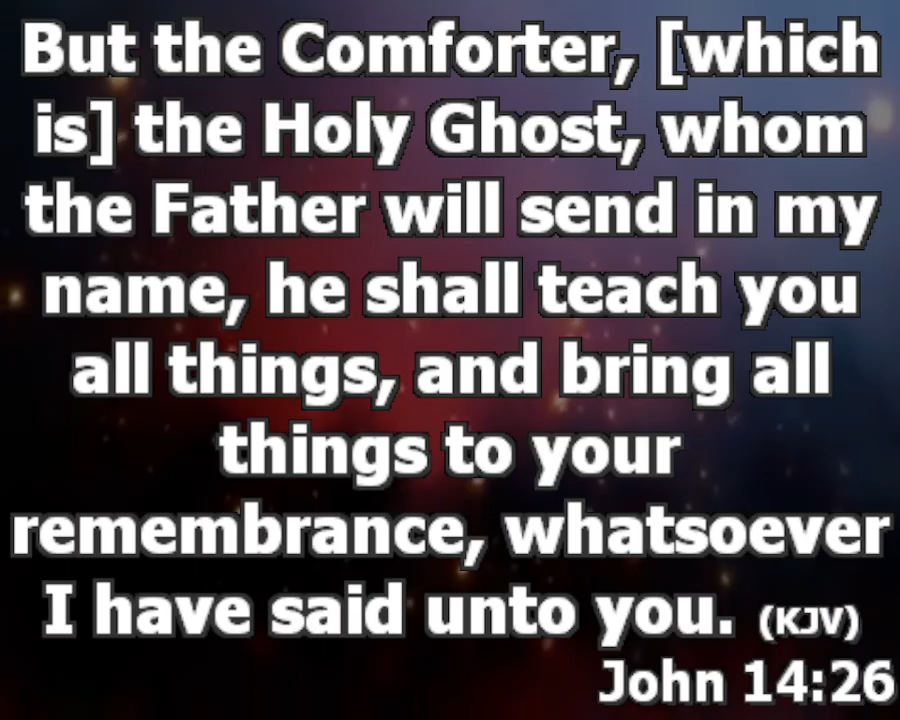 But the Comforter, [which
is] the Holy Ghost, whom
the Father will send in my
name, he shall teach you
all things, and bring all
things to your
remembrance, whatsoever
I have said unto you. (KJV)
John 14:26